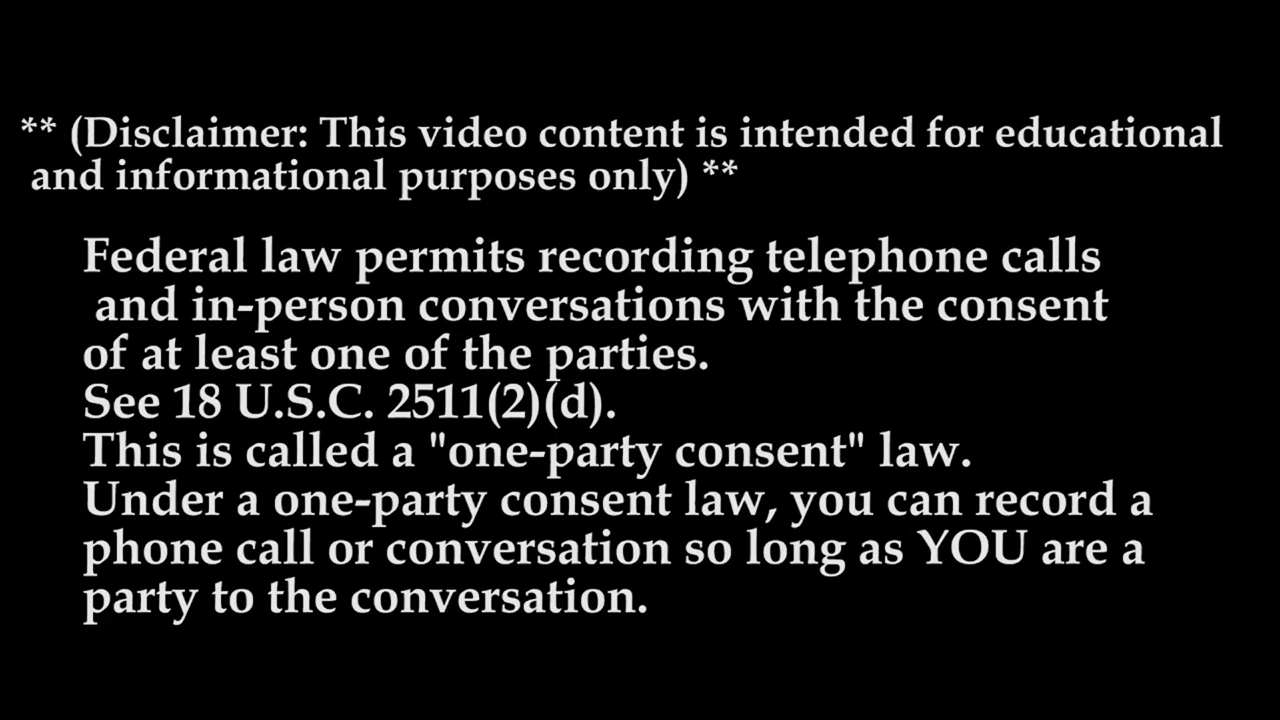 ** (Disclaimer: This video content is intended for educational
and informational purposes only) **
Federal law permits recording telephone calls
and in-person conversations with the consent
of at least one of the parties.
See 18 U.S.C. 2511(2)(d).
This is called a "one-party consent" law.
Under a one-party consent law, you can record a
phone call or conversation so long as YOU are a
party to the conversation.